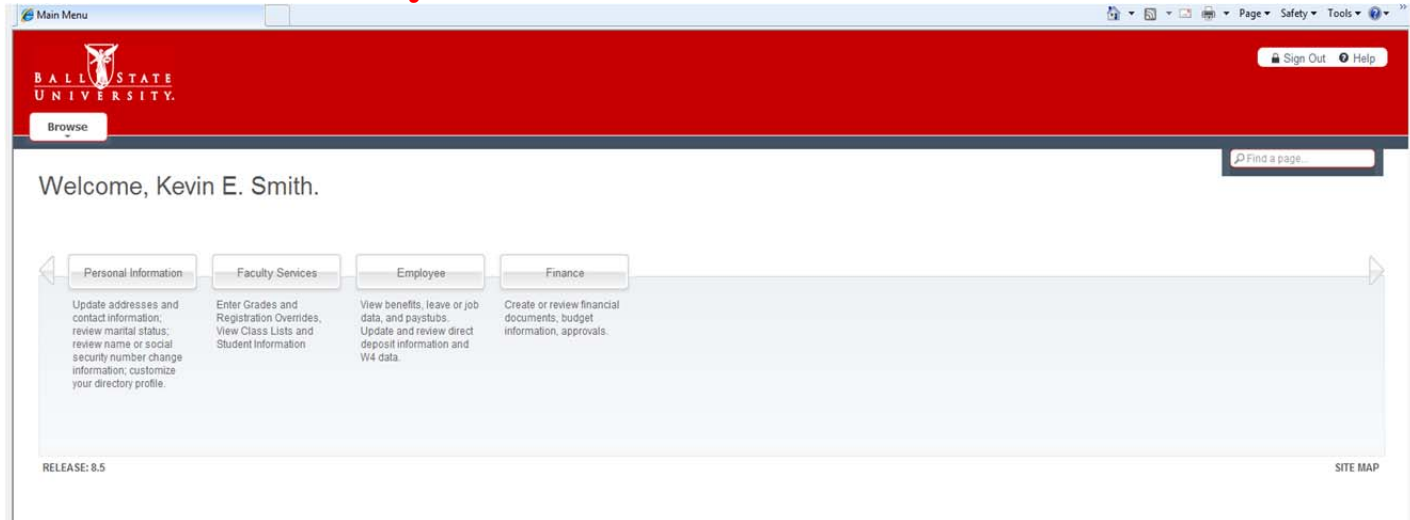 Main Menu
Page Safety Tools
BALL STATE
UNIVERSITY.
Sign Out Help
Browse
Find a page...
Welcome, Kevin E. Smith.
Personal Information Faculty Services Employee Finance
Update addresses and
contact information;
review marital status;
review name or social
security number change
information; customize
your directory profile.
Enter Grades and
Registration Overrides,
View Class Lists and
Student Information
View benefits, leave or job
data, and paystubs.
Update and review direct
deposit information and
W4 data.
Create or review financial
documents, budget
information, approvals.
RELEASE: 8.5 SITE MAP